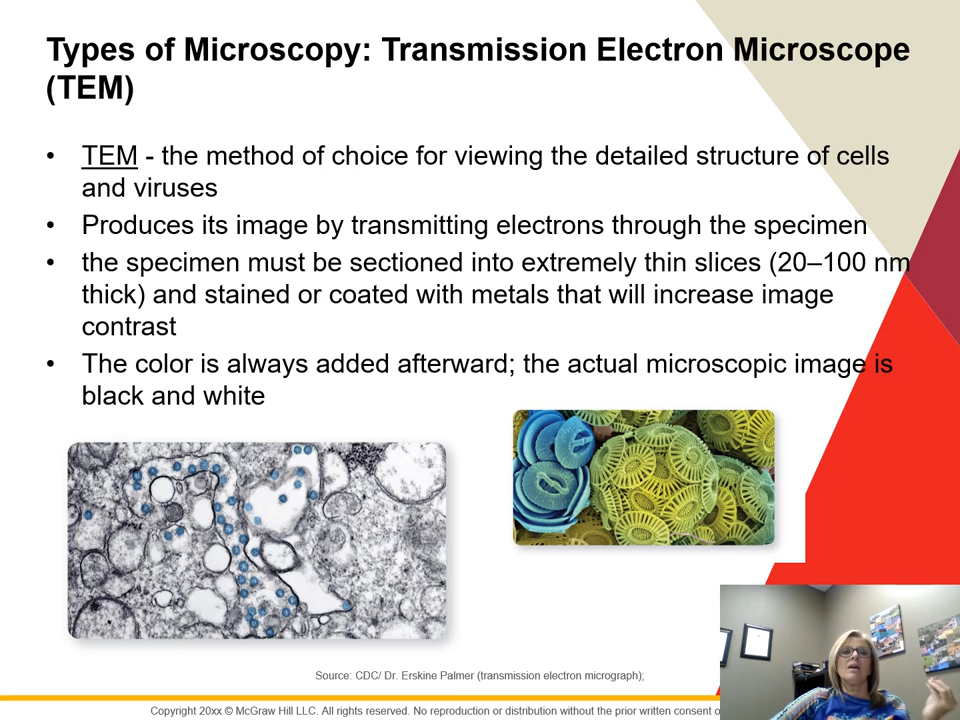 Types of Microscopy: Transmission Electron Microscope
(TEM)
• TEM - the method of choice for viewing the detailed structure of cells
and viruses
• Produces its image by transmitting electrons through the specimen
• the specimen must be sectioned into extremely thin slices (20–100 nm
thick) and stained or coated with metals that will increase image
contrast
• The color is always added afterward; the actual microscopic image is
black and white
Source: CDC/ Dr. Erskine Palmer (transmission electron micrograph);
Copyright 20xx © McGraw Hill LLC. All rights reserved. No reproduction or distribution without the prior written consent o